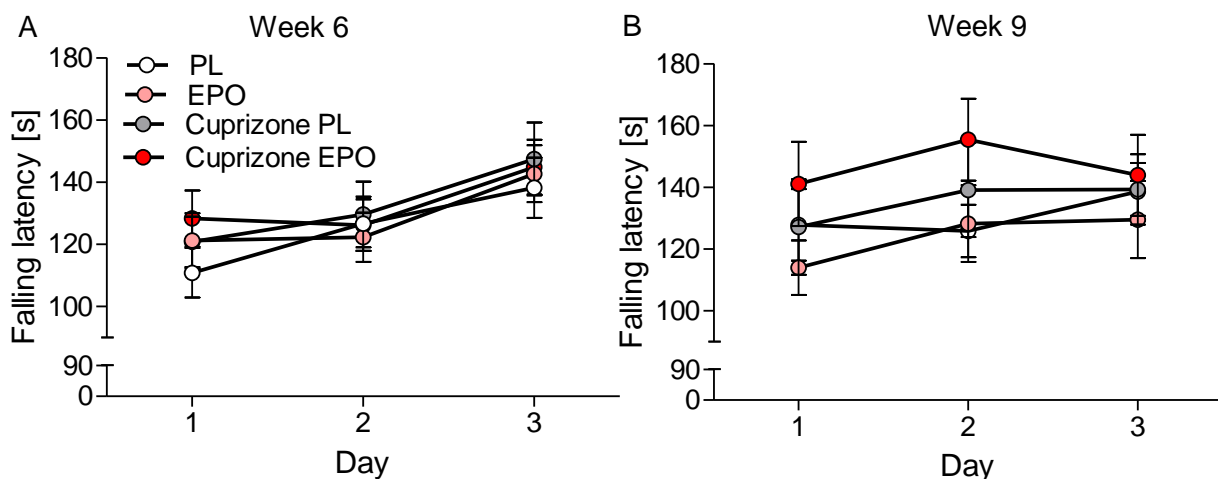 A
Week 6
Falling latency [s]
180
160
140
120
100
90
0
PL
EPO
Cuprizone PL
Cuprizone EPO
1 2 3
Day
B
Week 9
Falling latency [s]
180
160
140
120
100
90
0
1 2 3
Day